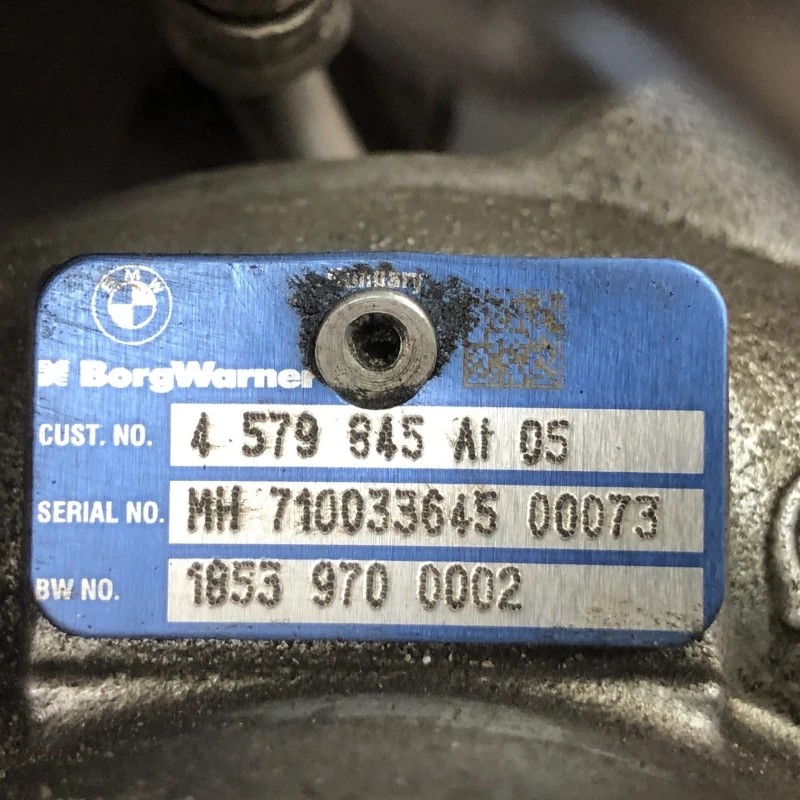 BMW
BorgWarner
CUST. NO. 4 579 845 AI 05
SERIAL NO. MH 710033645 00073
BW NO. 1853 970 0002